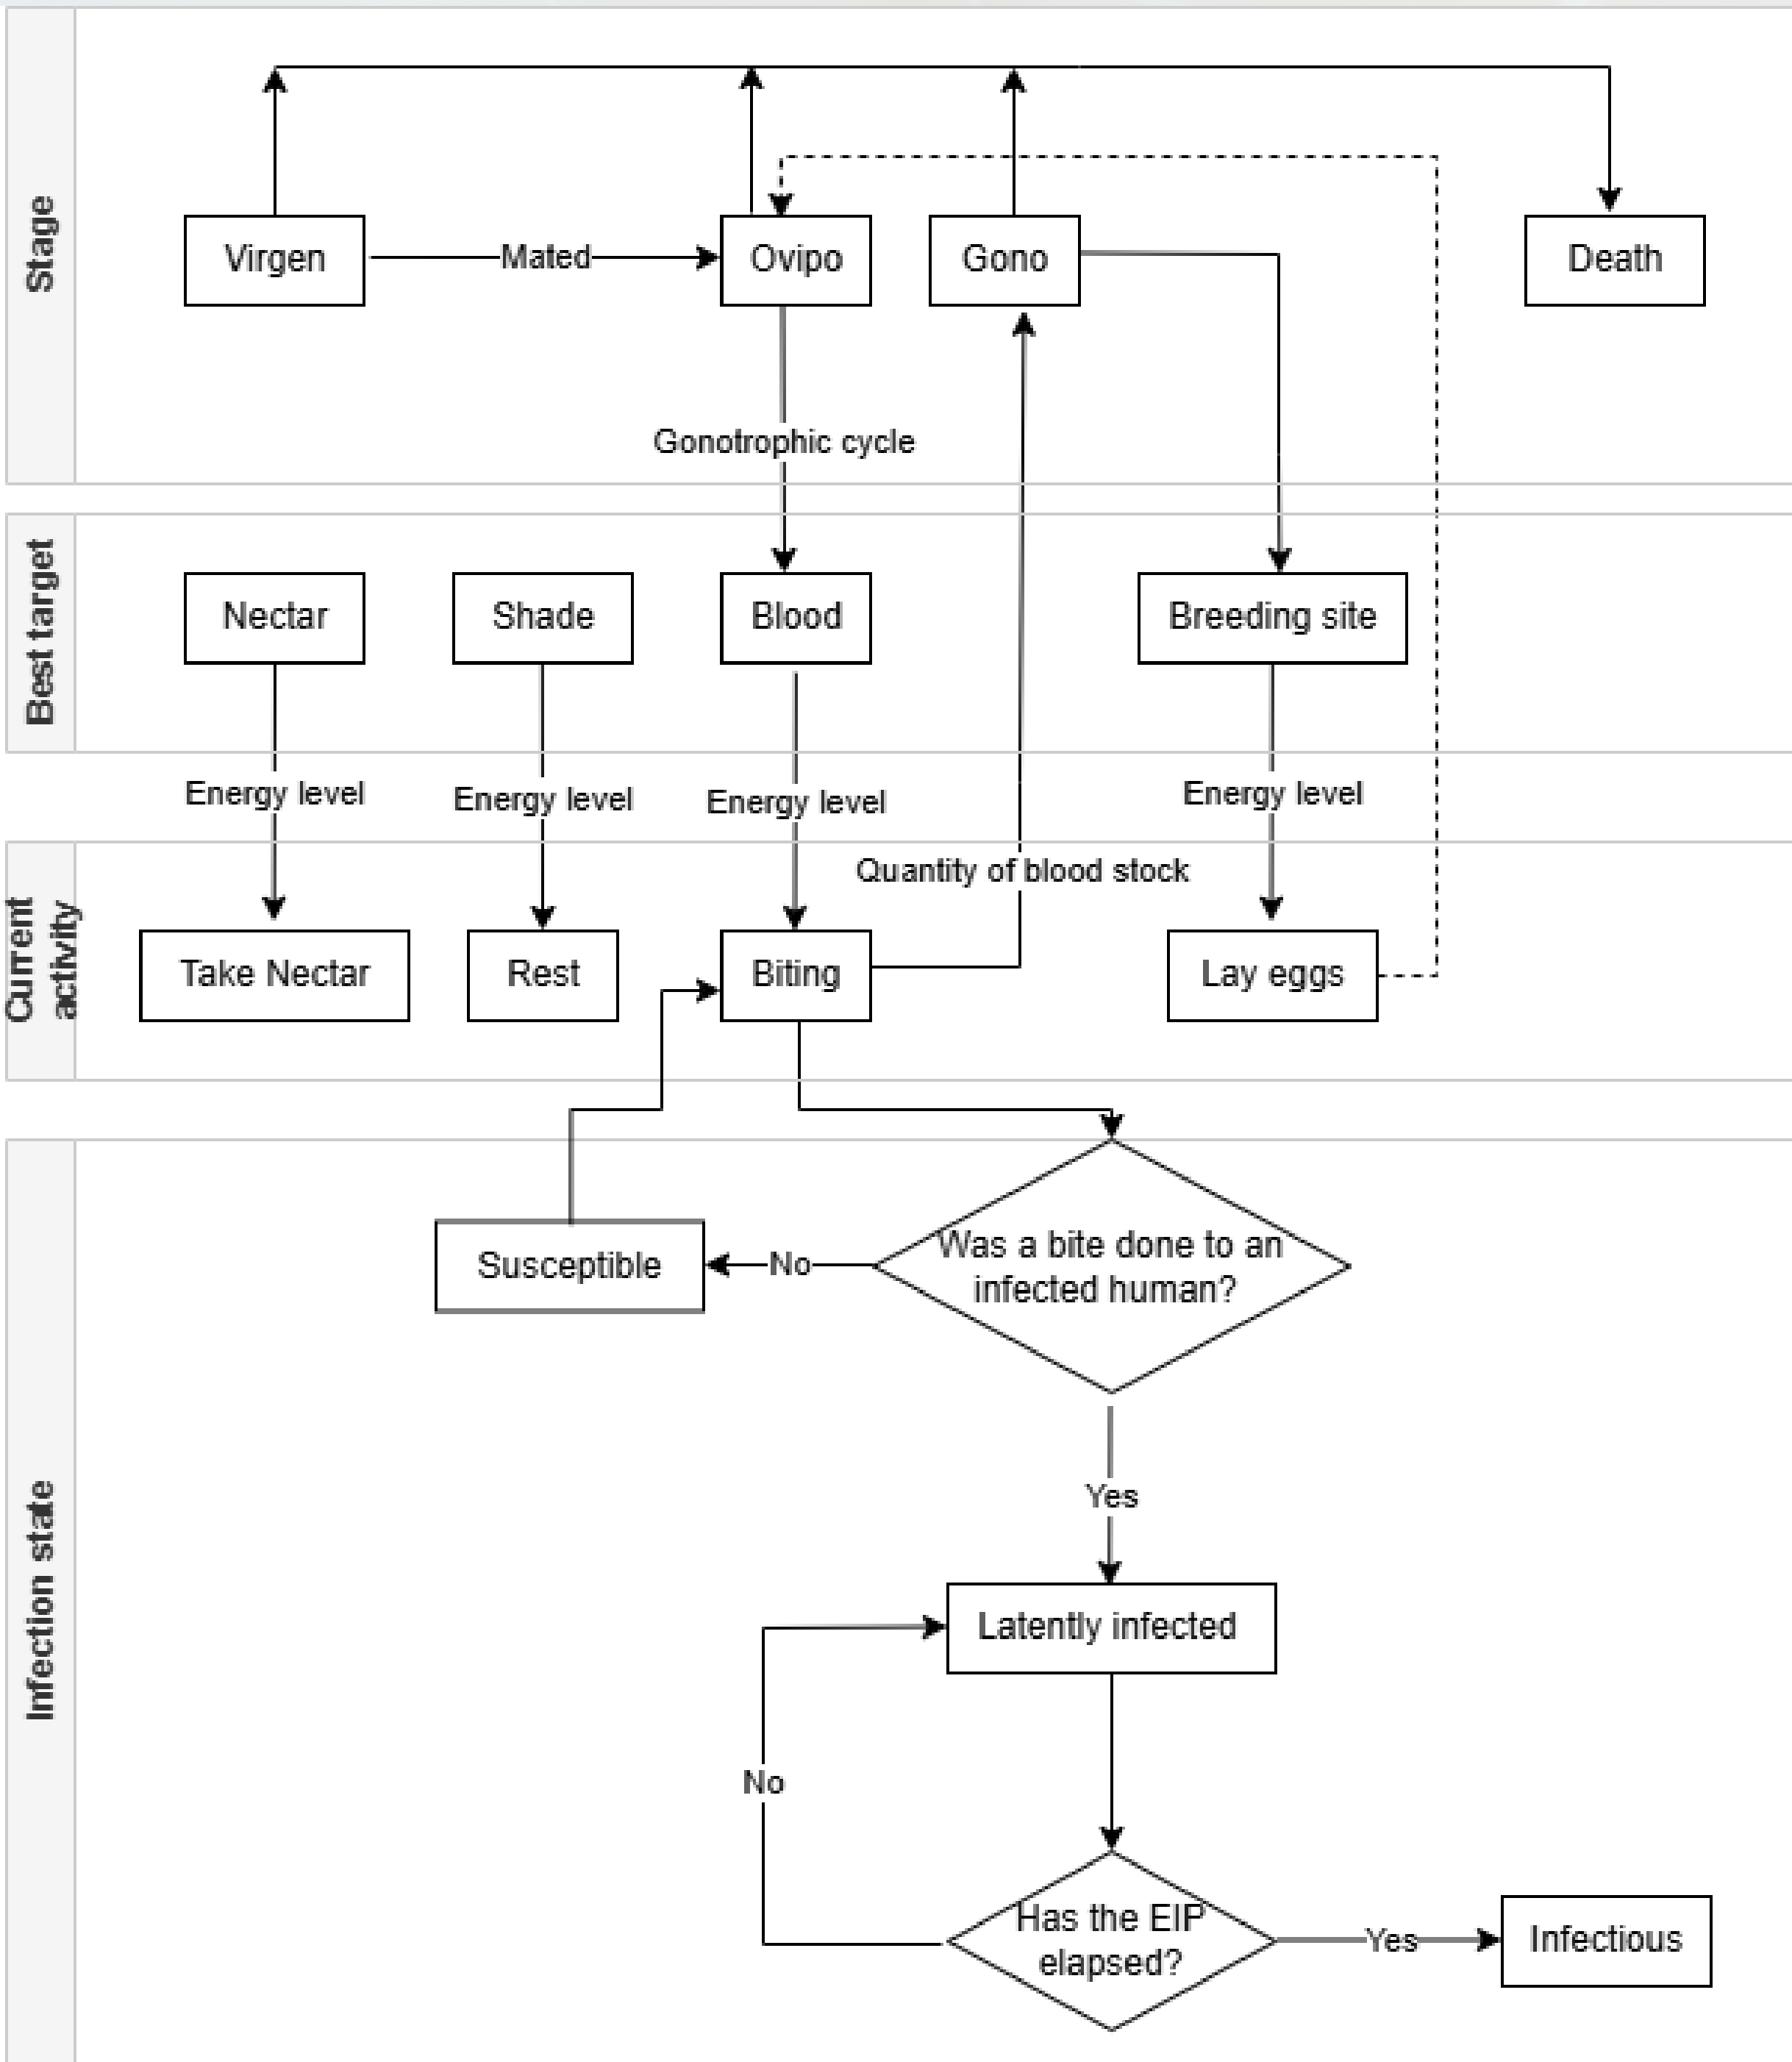 Stage
Virgen
Mated
Ovipo
Gono
Death
Gonotrophic cycle
Best target
Nectar
Shade
Blood
Breeding site
Energy level
Energy level
Energy level
Energy level
Current
activity
Quantity of blood stock
Take Nectar
Rest
Biting
Lay eggs
Infection state
Susceptible
No
Was a bite done to an
infected human?
Yes
Latently infected
No
Has the EIP
elapsed?
Yes
Infectious